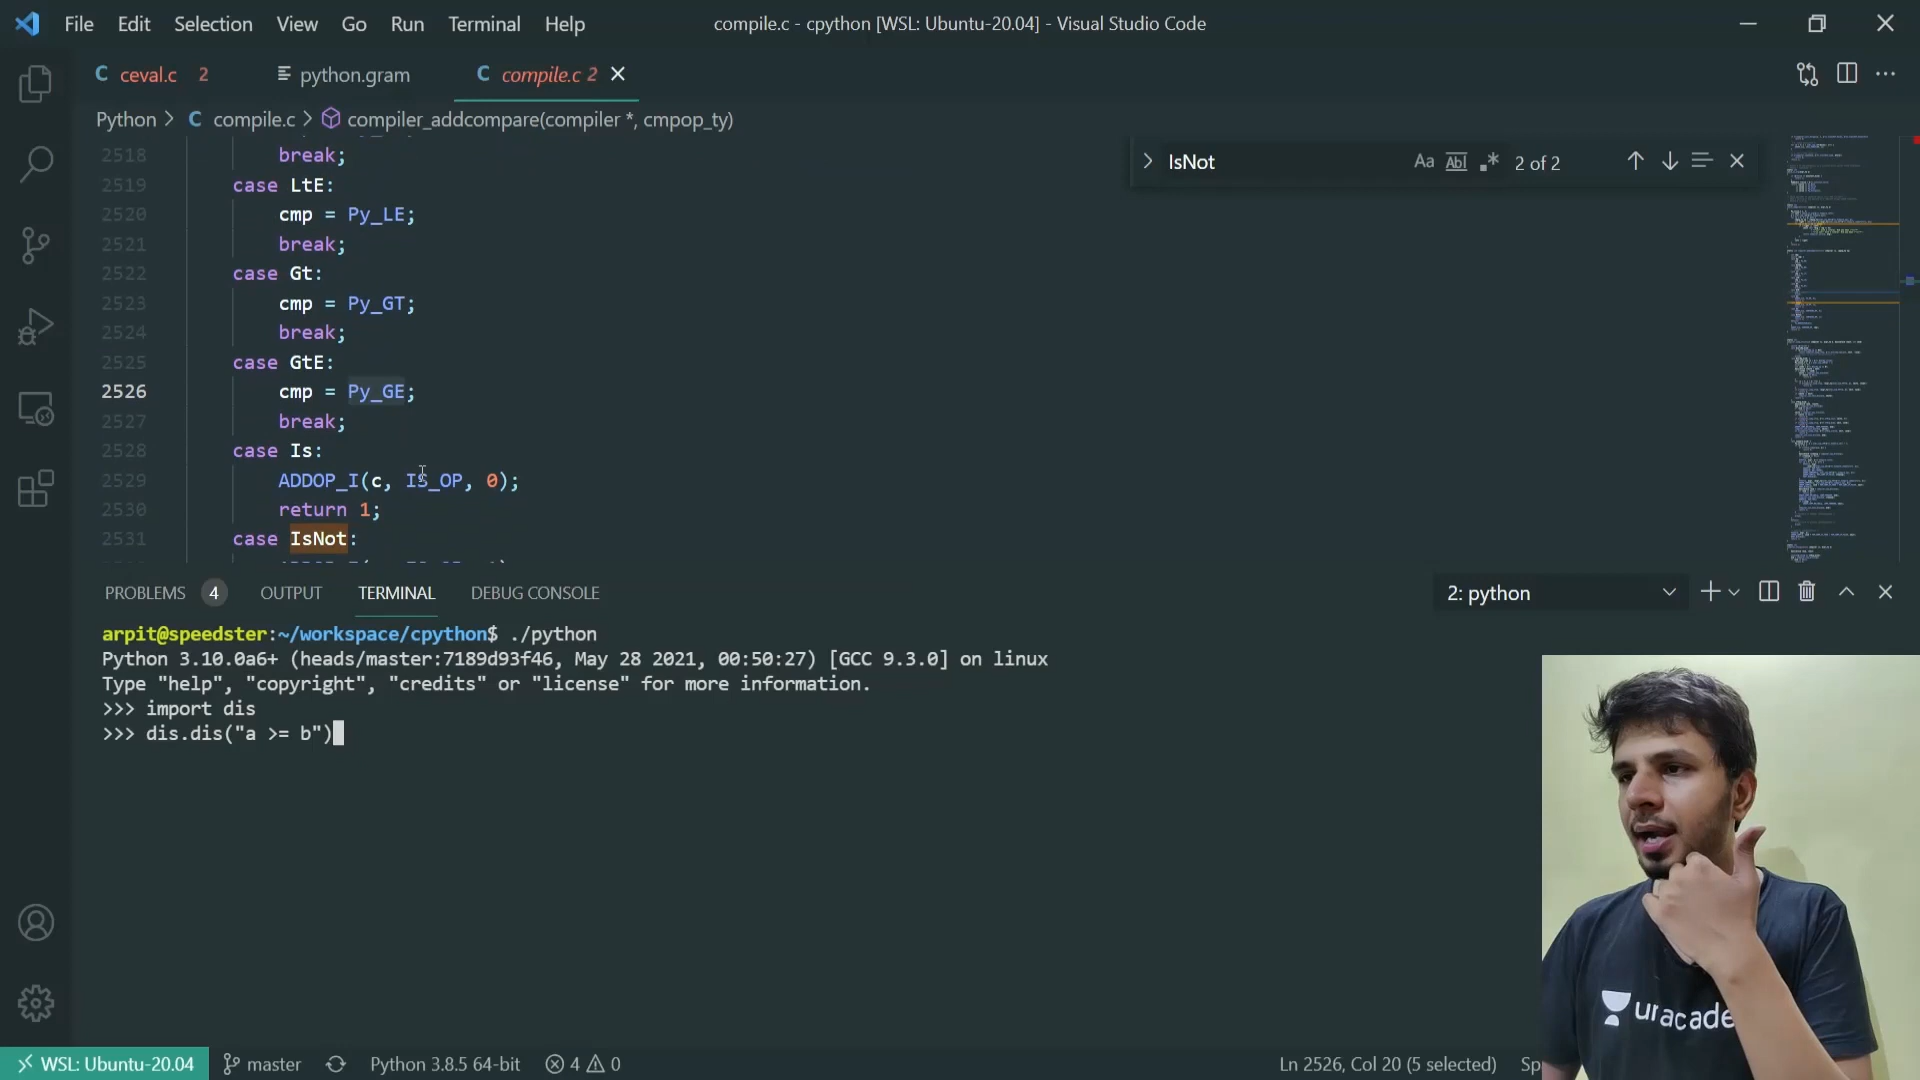 File Edit Selection View Go Run Terminal Help
compile.c - cpython [WSL: Ubuntu-20.04] - Visual Studio Code
C ceval.c 2
python.gram
C compile.c 2
Python > C compile.c > compiler_addcompare(compiler *, cmpop_ty)
IsNot
Aa Abl .* 2 of 2
2518 break;
2519 case LtE:
2520 cmp = Py_LE;
2521 break;
2522 case Gt:
2523 cmp = Py_GT;
2524 break;
2525 case GtE:
2526 cmp = Py_GE;
2527 break;
2528 case Is:
2529 ADDOP_I(c, IS_OP, 0);
2530 return 1;
2531 case IsNot:
PROBLEMS 4 OUTPUT TERMINAL DEBUG CONSOLE
2: python
arpit@speedster:~/workspace/cpython$ ./python
Python 3.10.0a6+ (heads/master:7189d93f46, May 28 2021, 00:50:27) [GCC 9.3.0] on linux
Type "help", "copyright", "credits" or "license" for more information.
>>> import dis
>>> dis.dis("a >= b")
WSL: Ubuntu-20.04 master Python 3.8.5 64-bit 4 0
Ln 2526, Col 20 (5 selected)